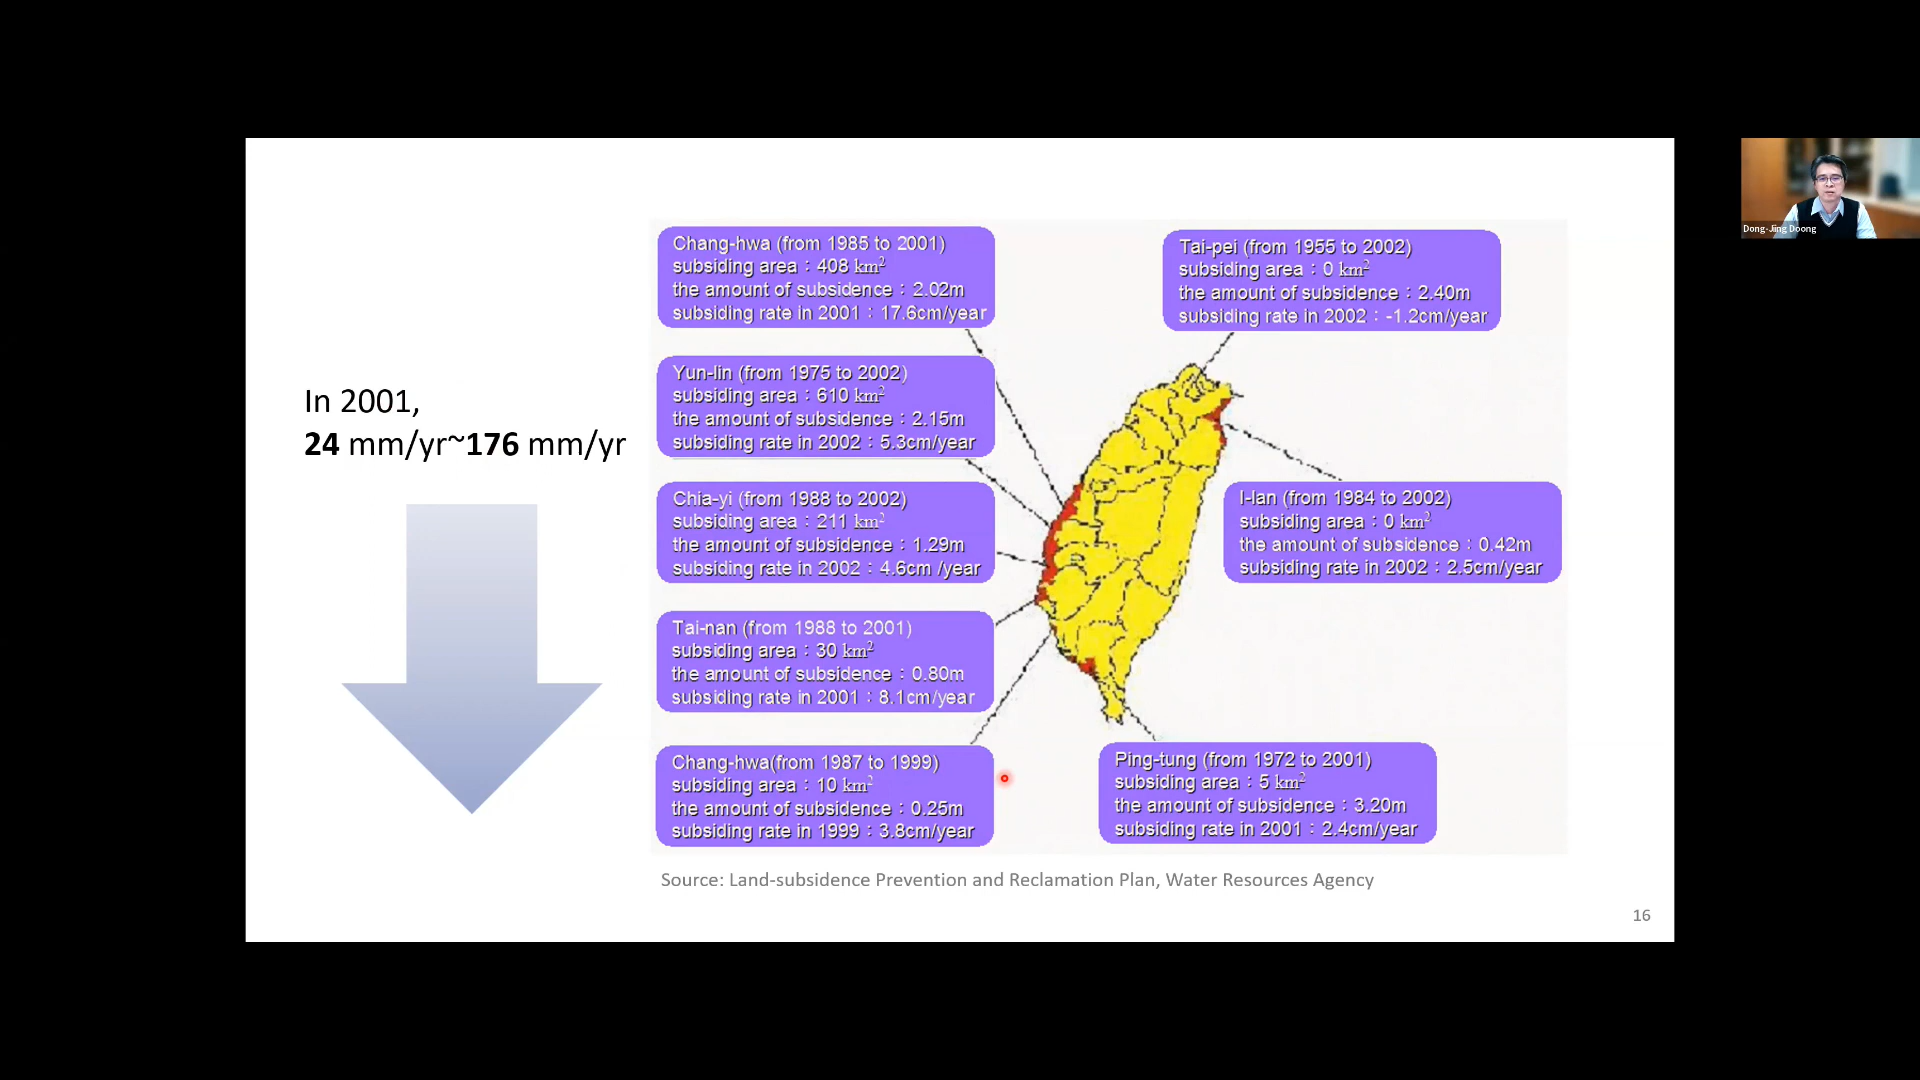 In 2001,
24 mm/yr~176 mm/yr
Chang-hwa (from 1985 to 2001)
subsiding area：408 km²
the amount of subsidence：2.02m
subsiding rate in 2001：17.6cm/year
Yun-lin (from 1975 to 2002)
subsiding area：610 km²
the amount of subsidence：2.15m
subsiding rate in 2002：5.3cm/year
Chia-yi (from 1988 to 2002)
subsiding area：211 km²
the amount of subsidence：1.29m
subsiding rate in 2002：4.6cm /year
Tai-nan (from 1988 to 2001)
subsiding area：30 km²
the amount of subsidence：0.80m
subsiding rate in 2001：8.1cm/year
Chang-hwa(from 1987 to 1999)
subsiding area：10 km²
the amount of subsidence：0.25m
subsiding rate in 1999：3.8cm/year
Tai-pei (from 1955 to 2002)
subsiding area：0 km²
the amount of subsidence：2.40m
subsiding rate in 2002：-1.2cm/year
I-lan (from 1984 to 2002)
subsiding area：0 km²
the amount of subsidence：0.42m
subsiding rate in 2002：2.5cm/year
Ping-tung (from 1972 to 2001)
subsiding area：5 km²
the amount of subsidence：3.20m
subsiding rate in 2001：2.4cm/year
Source: Land-subsidence Prevention and Reclamation Plan, Water Resources Agency
16
Dong-Jing Doong